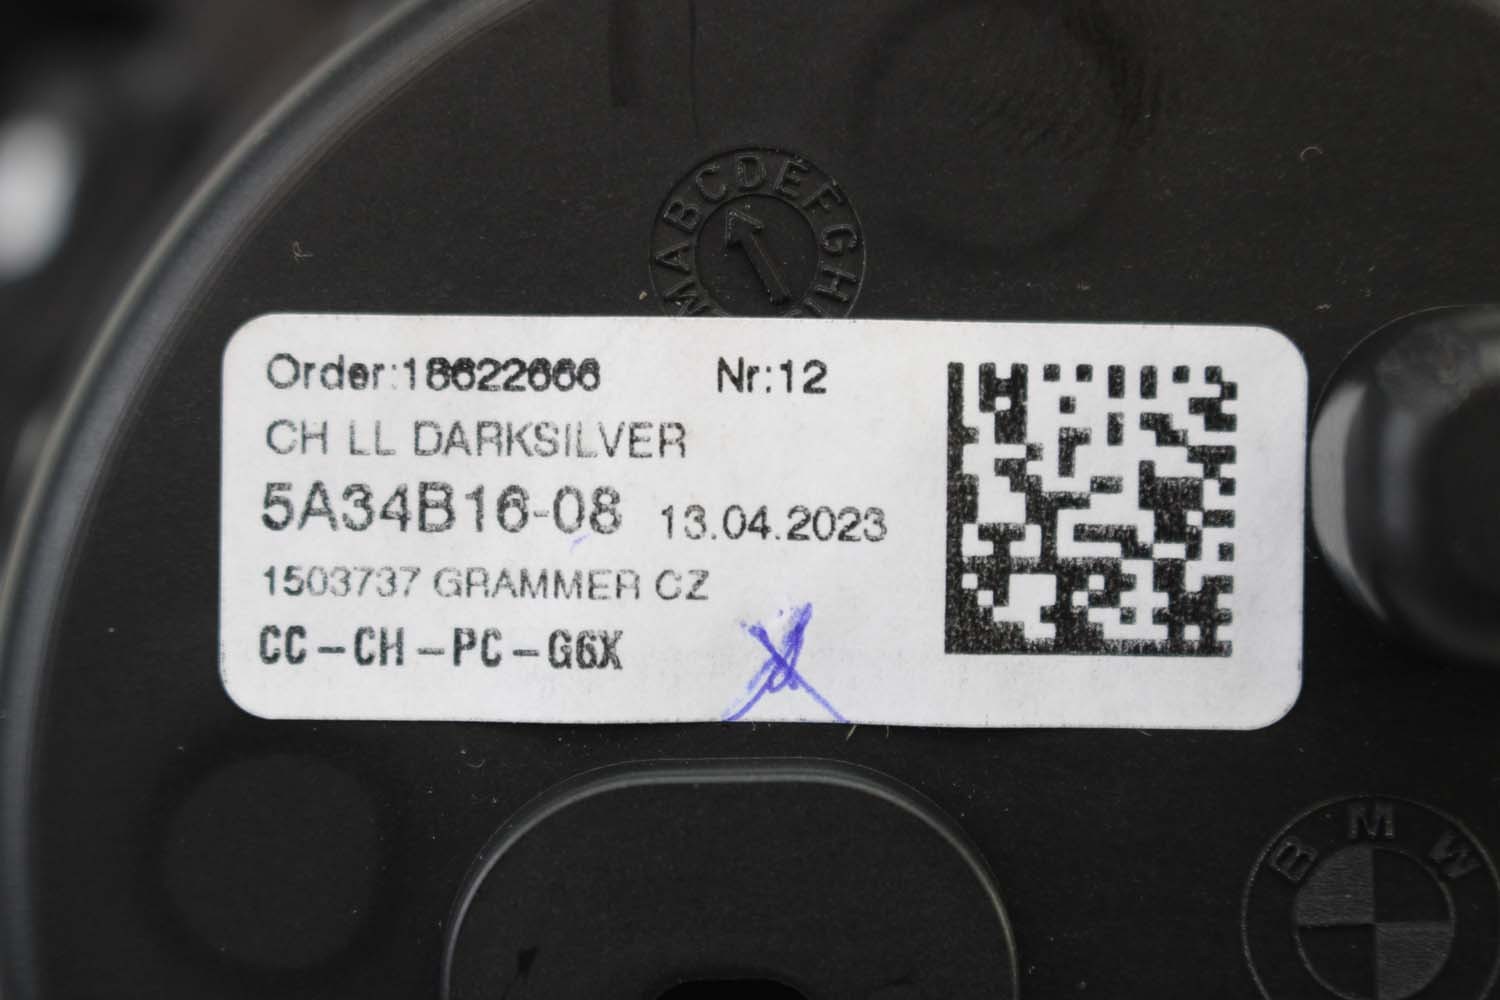 ABCDEFGH
M
Order:18622666 Nr:12
CH LL DARKSILVER
5A34B16-08 13.04.2023
1503737 GRAMMER CZ
CC-CH-PC-G6X
BMW